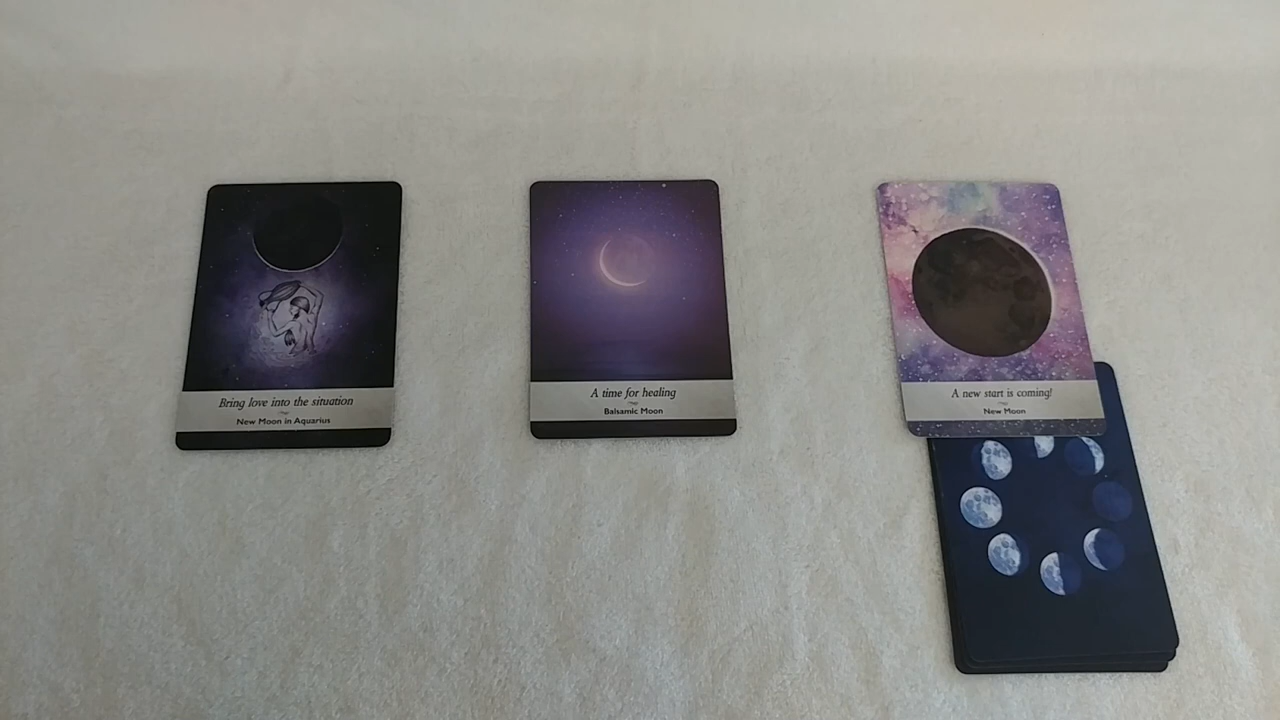 Bring love into the situation
New Moon in Aquarius
A time for healing
Balsamic Moon
A new start is coming!
New Moon